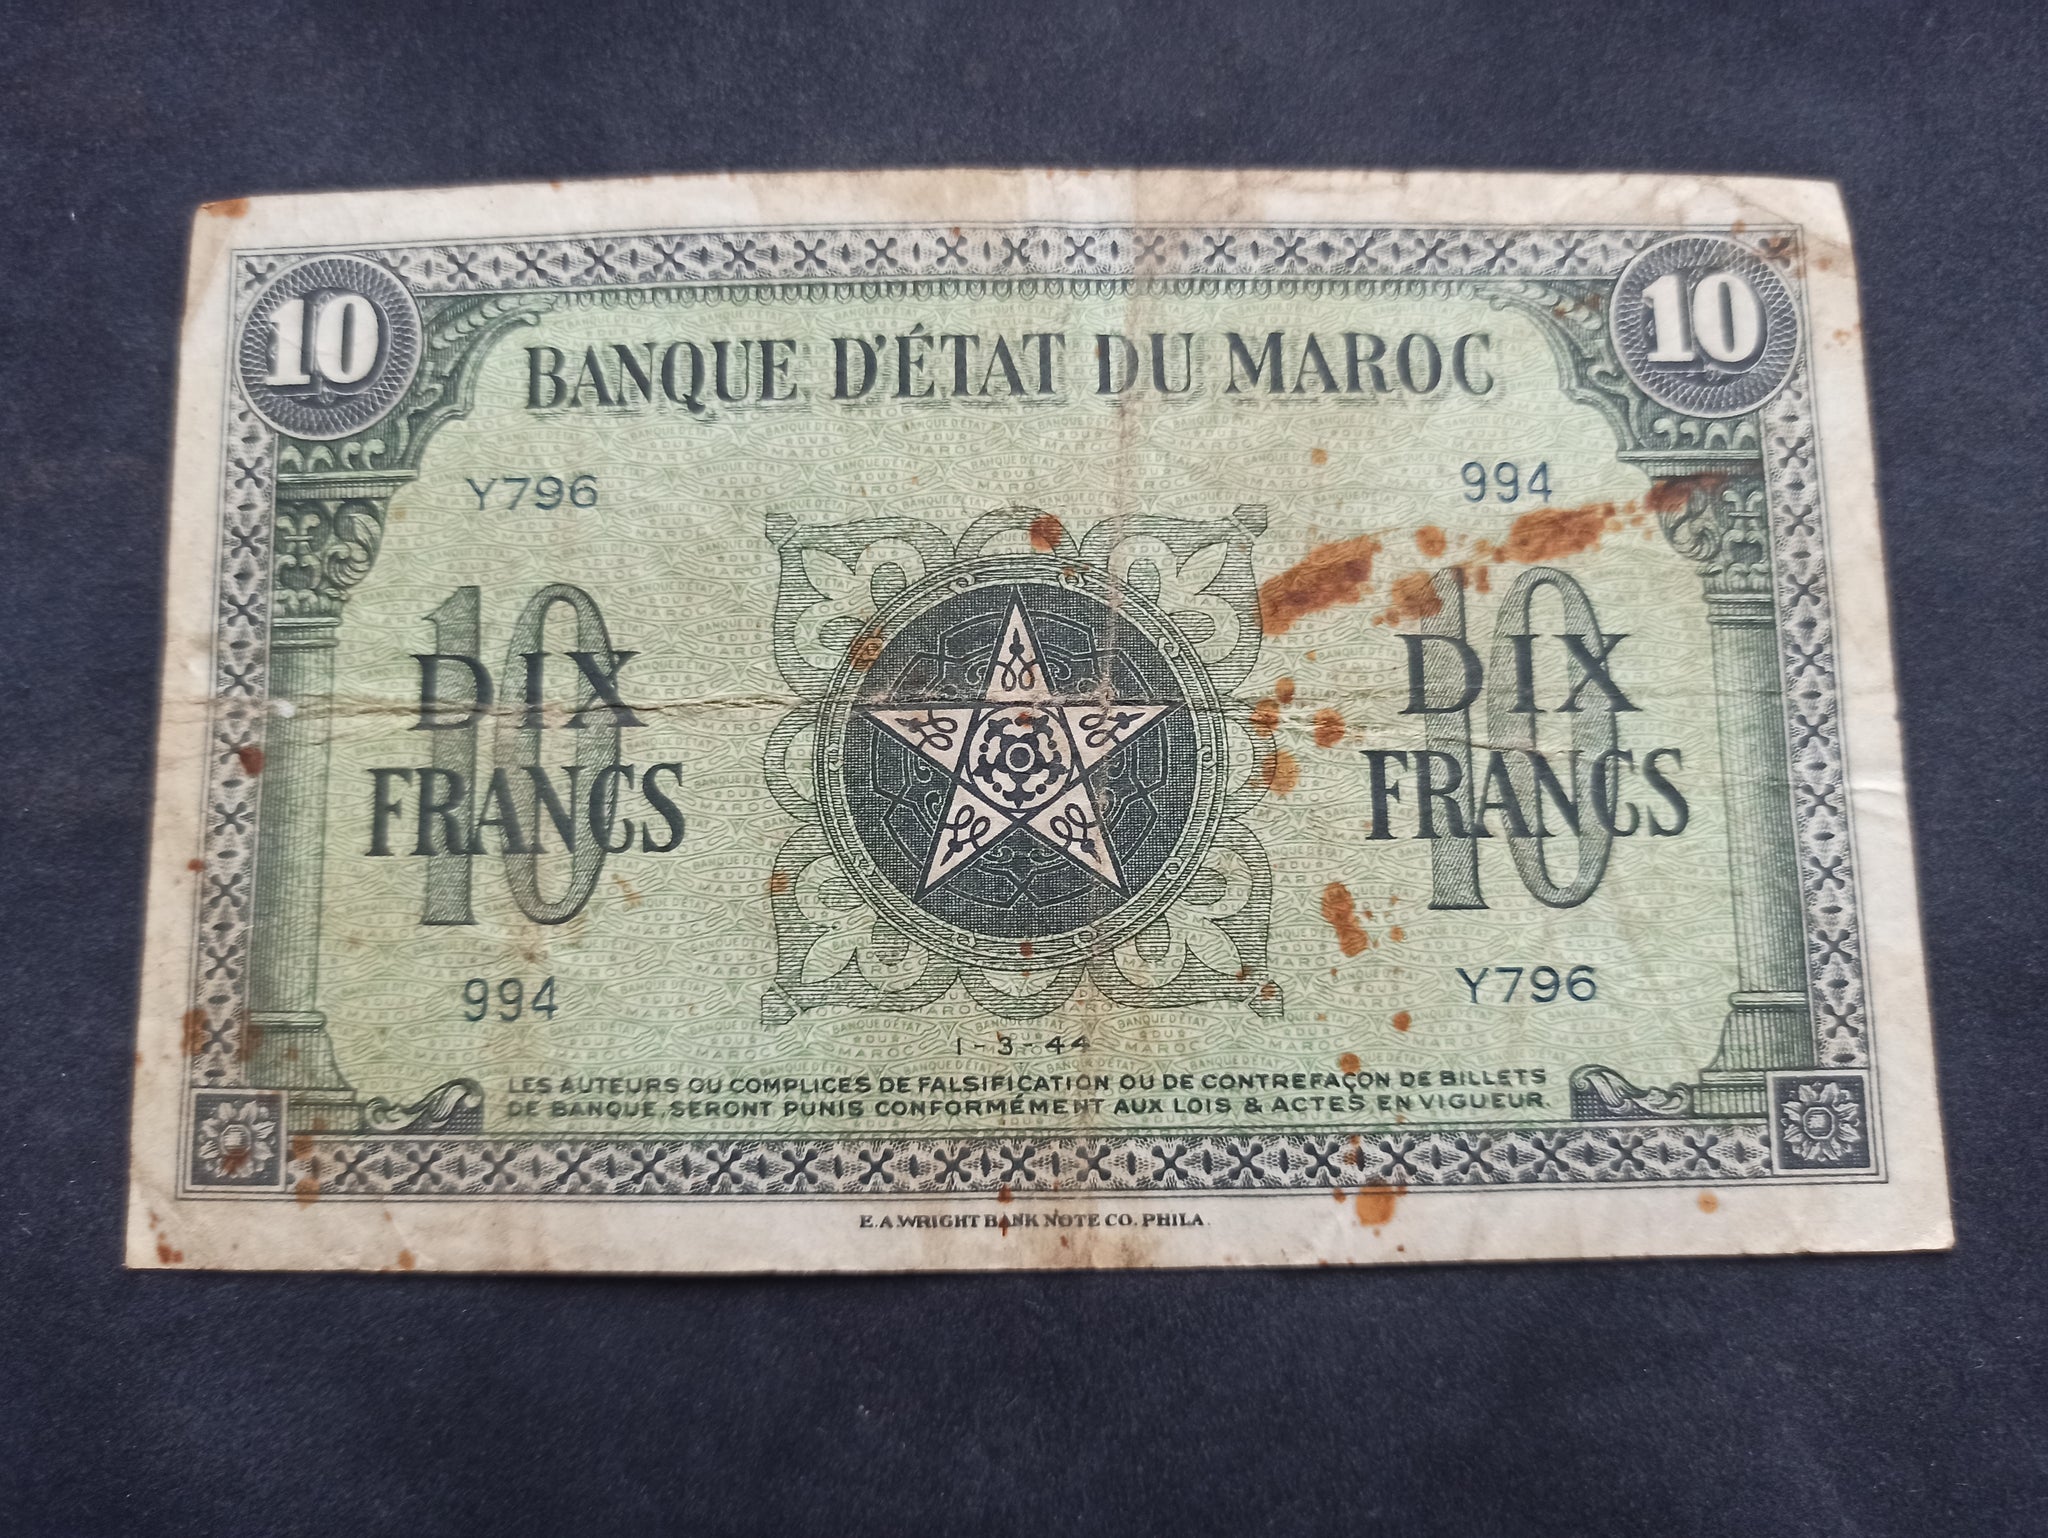 10 10
BANQUE D'ÉTAT DU MAROC
Y796 994
10 10
DIX DIX
FRANCS FRANCS
994 Y796
1-3-44
LES AUTEURS OU COMPLICES DE FALSIFICATION OU DE CONTREFAÇON DE BILLETS
DE BANQUE, SERONT PUNIS CONFORMÉMENT AUX LOIS & ACTES EN VIGUEUR.
E.A.WRIGHT BANK NOTE CO. PHILA.